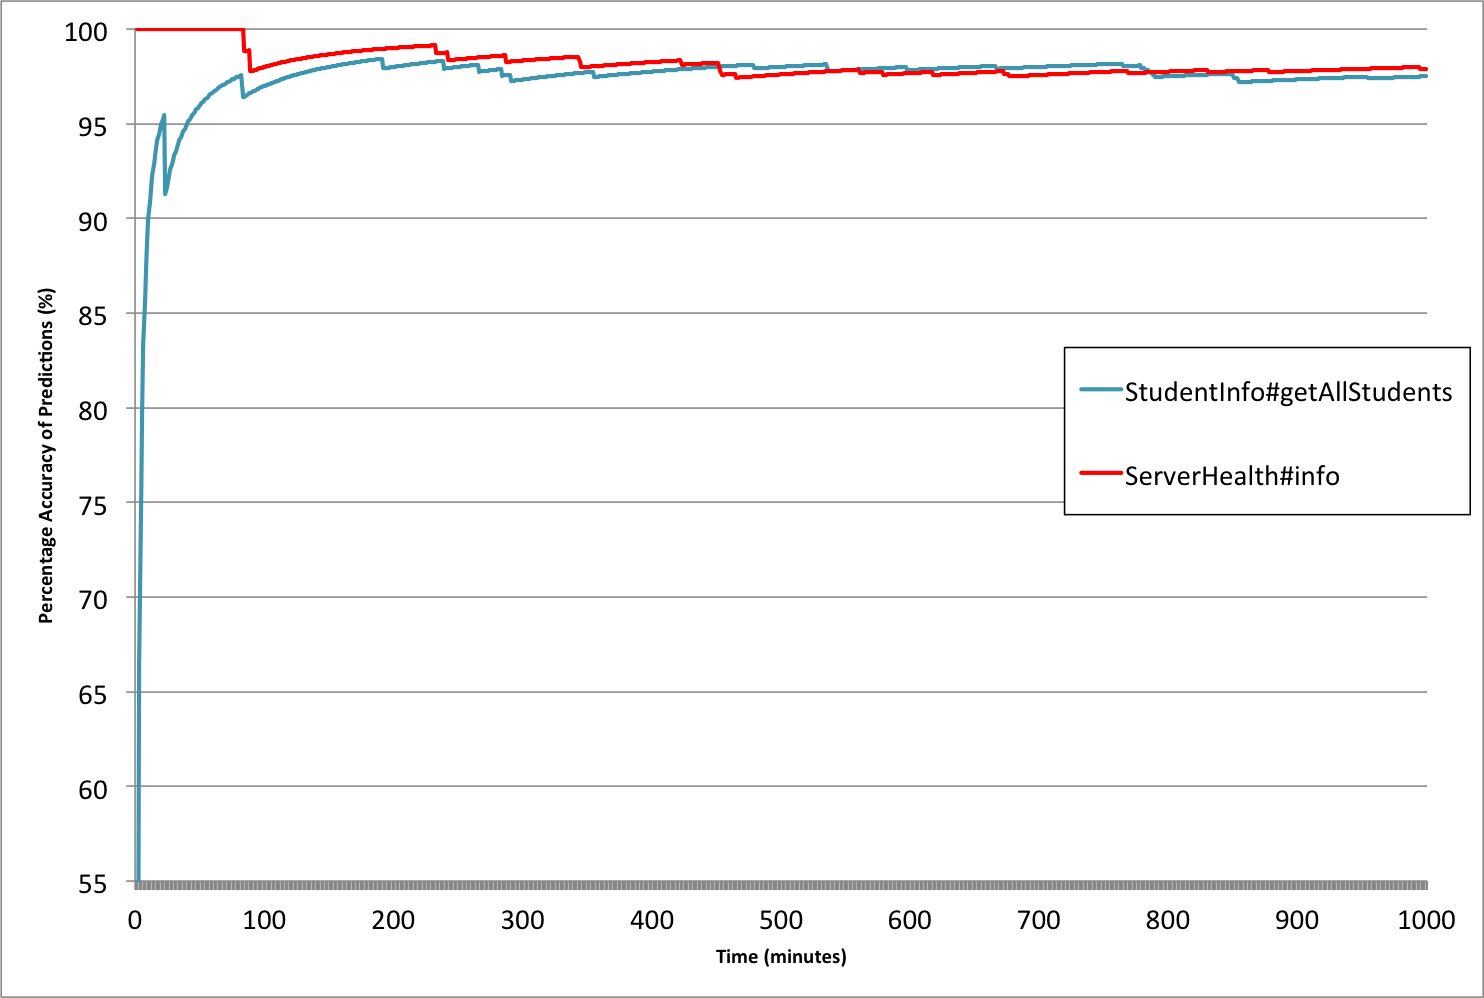 100
95
90
85
80
75
70
65
60
55
Percentage Accuracy of Predictions (%)
StudentInfo#getAllStudents
ServerHealth#info
0 100 200 300 400 500 600 700 800 900 1000
Time (minutes)